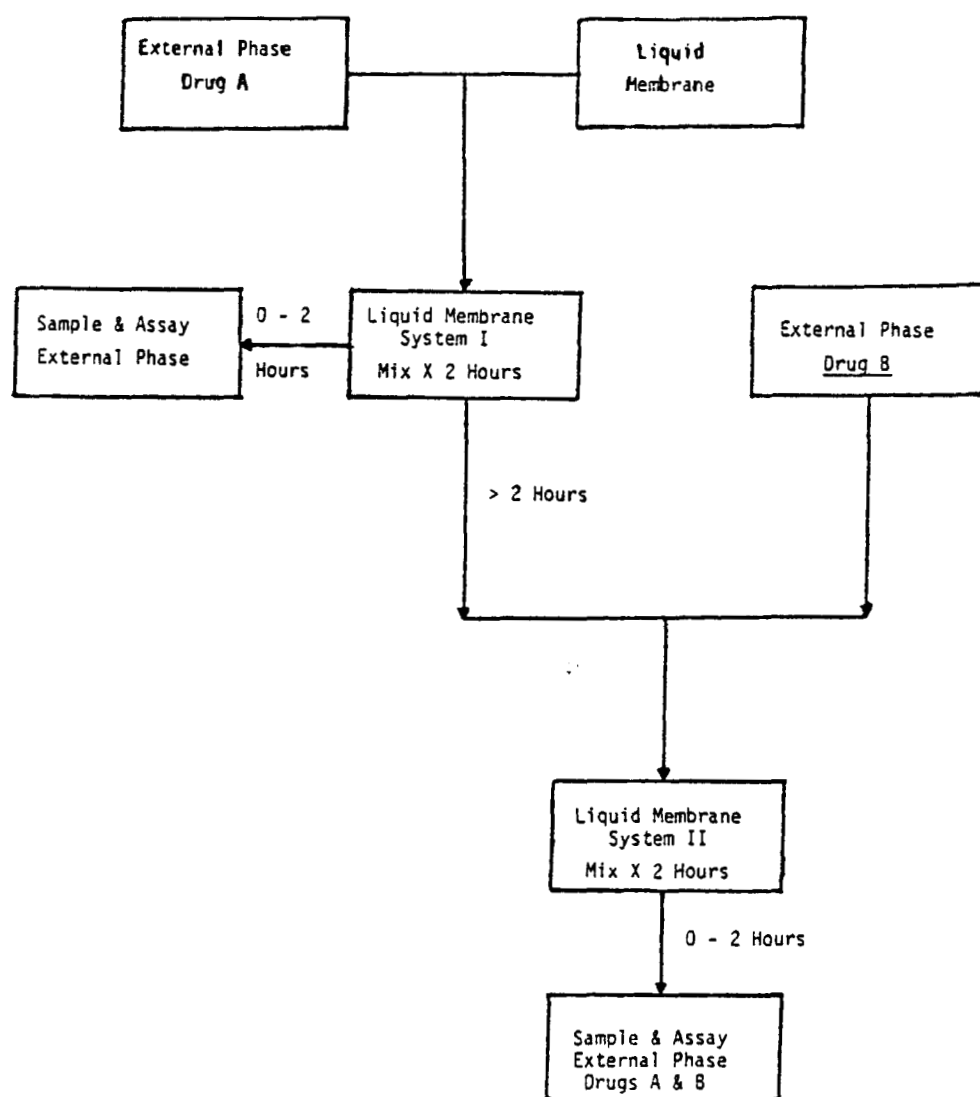 External Phase
Drug A
Liquid
Membrane
Sample & Assay
External Phase
0 - 2
Hours
Liquid Membrane
System I
Mix X 2 Hours
External Phase
Drug B
> 2 Hours
Liquid Membrane
System II
Mix X 2 Hours
0 - 2 Hours
Sample & Assay
External Phase
Drugs A & B